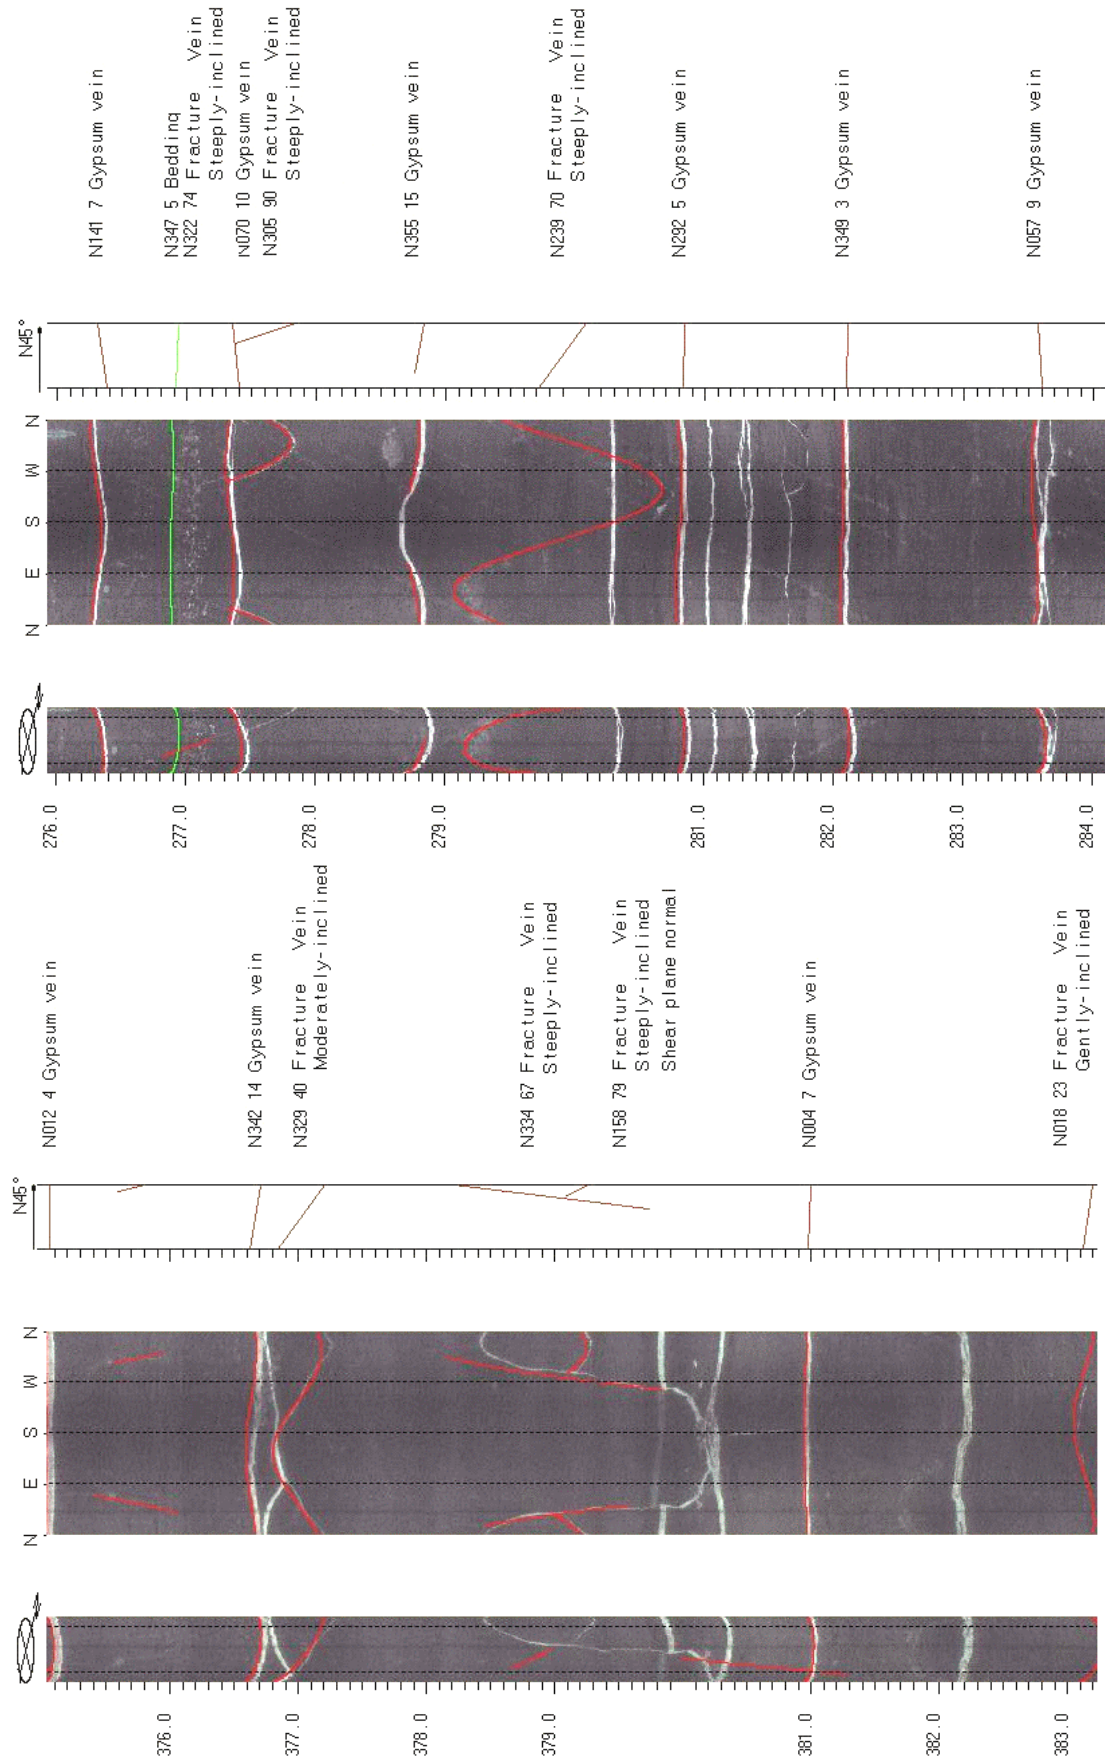 N141 7 Gypsum vein
N347 5 Bedding
N322 74 Fracture Vein
Steeply-inclined
N070 10 Gypsum vein
N305 90 Fracture Vein
Steeply-inclined
N355 15 Gypsum vein
N239 70 Fracture Vein
Steeply-inclined
N292 5 Gypsum vein
N349 3 Gypsum vein
N057 9 Gypsum vein
N45°
N
W
S
E
N
276.0
277.0
278.0
279.0
281.0
282.0
283.0
284.0
N012 4 Gypsum vein
N342 14 Gypsum vein
N329 40 Fracture Vein
Moderately-inclined
N334 67 Fracture Vein
Steeply-inclined
N158 79 Fracture Vein
Steeply-inclined
Shear plane normal
N004 7 Gypsum vein
N018 23 Fracture Vein
Gently-inclined
N45°
N
W
S
E
N
376.0
377.0
378.0
379.0
381.0
382.0
383.0